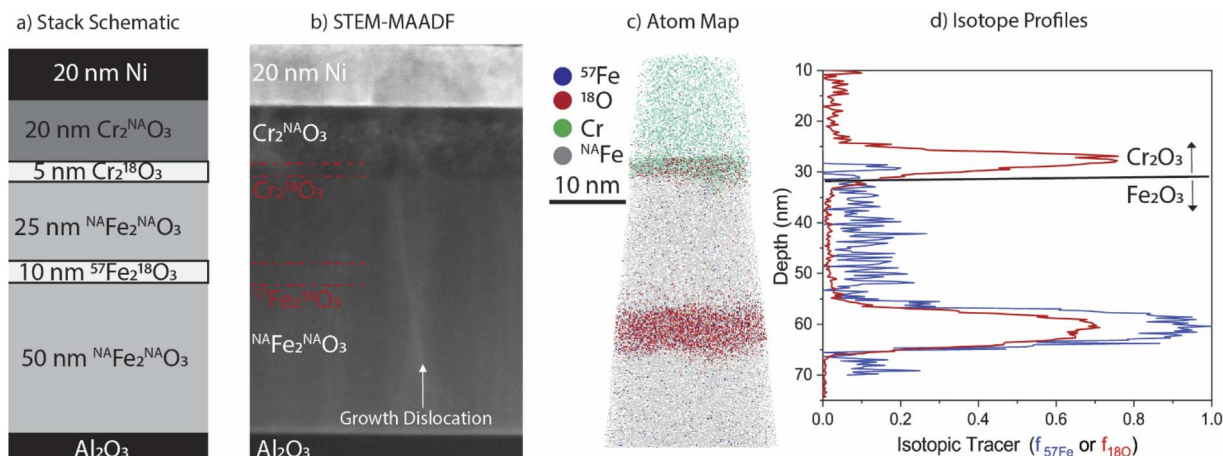 a) Stack Schematic
20 nm Ni
20 nm Cr₂ᴺᴬO₃
5 nm Cr₂¹⁸O₃
25 nm ᴺᴬFe₂ᴺᴬO₃
10 nm ⁵⁷Fe₂¹⁸O₃
50 nm ᴺᴬFe₂ᴺᴬO₃
Al₂O₃
b) STEM-MAADF
20 nm Ni
Cr₂ᴺᴬO₃
Cr₂¹⁸O₃
⁵⁷Fe₂¹⁸O₃
ᴺᴬFe₂ᴺᴬO₃
Growth Dislocation
Al₂O₃
c) Atom Map
⁵⁷Fe
¹⁸O
Cr
ᴺᴬFe
10 nm
d) Isotope Profiles
10
20
30
40
50
60
70
Depth (nm)
Cr₂O₃
Fe₂O₃
0.0 0.2 0.4 0.6 0.8 1.0
Isotopic Tracer (f₅₇Fe or f₁₈O)